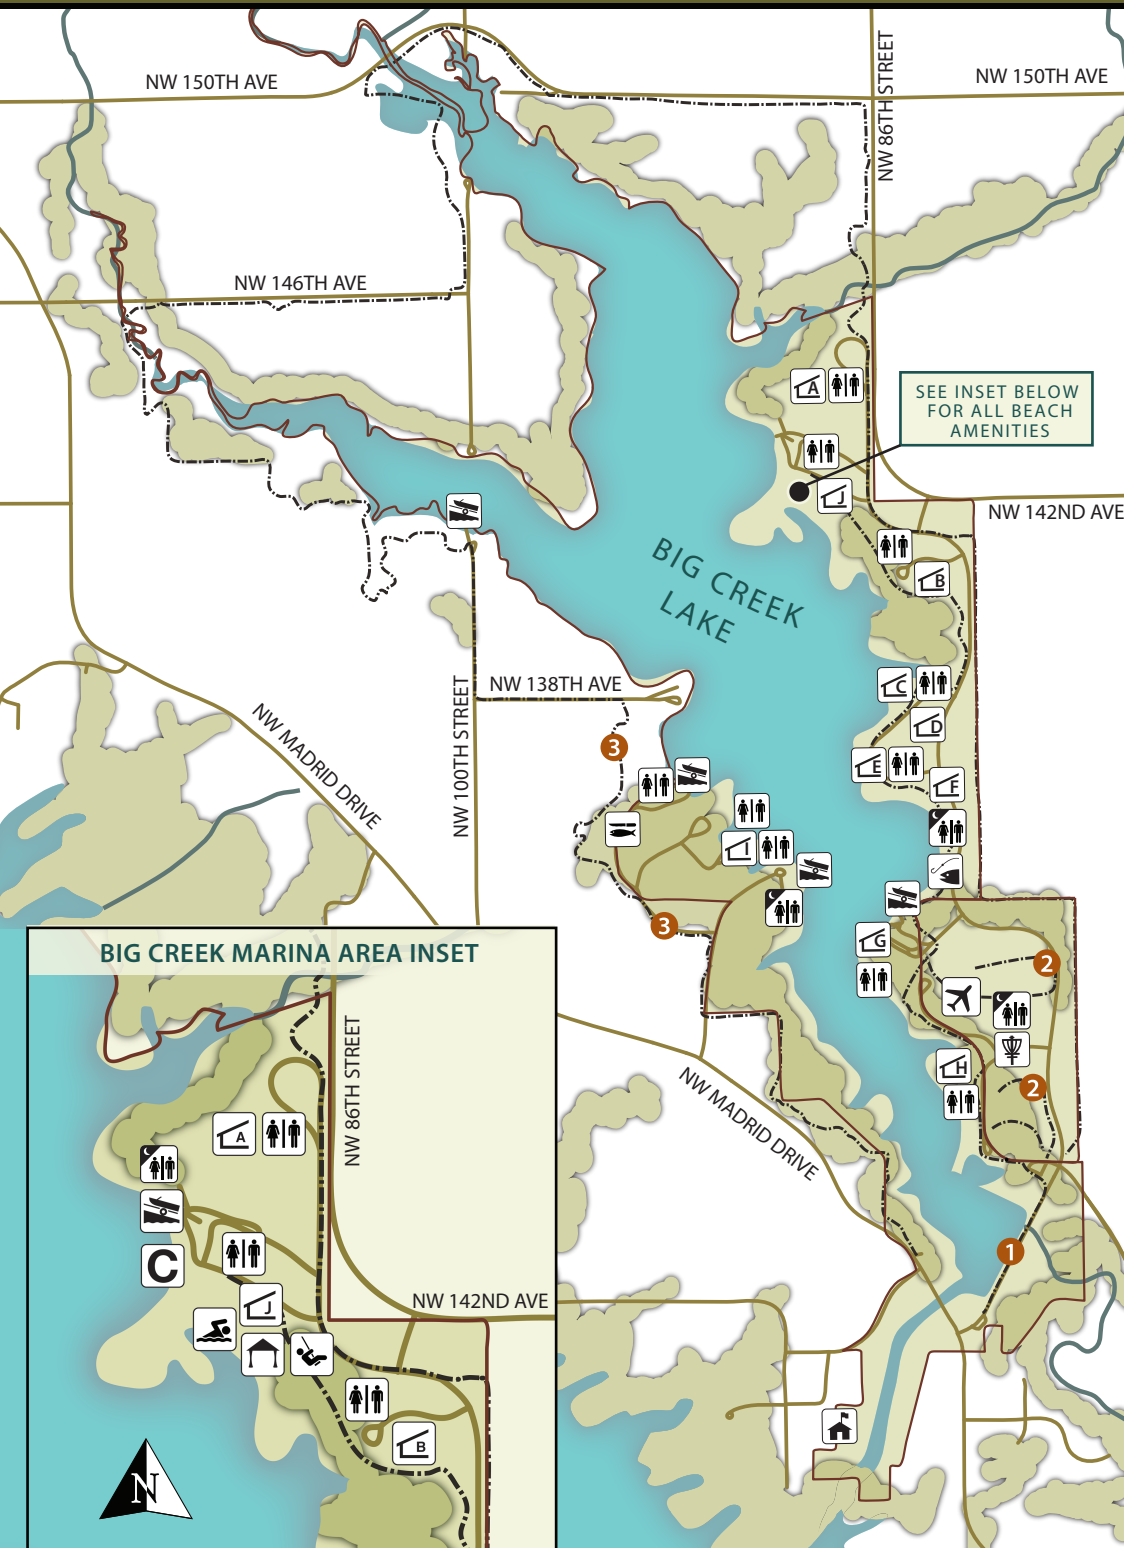 NW 150TH AVE
NW 86TH STREET
NW 150TH AVE
NW 146TH AVE
A
SEE INSET BELOW
FOR ALL BEACH
AMENITIES
J
NW 142ND AVE
BIG CREEK
LAKE
B
C
NW 138TH AVE
D
NW 100TH STREET
NW MADRID DRIVE
3
E
F
I
3
G
2
H
2
NW MADRID DRIVE
1
BIG CREEK MARINA AREA INSET
NW 86TH STREET
A
C
J
NW 142ND AVE
B
N